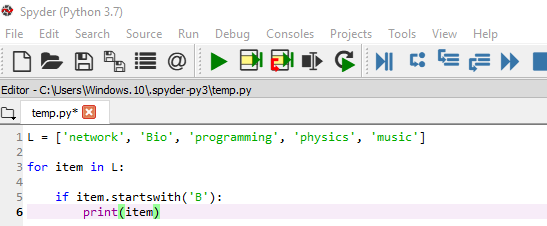 Spyder (Python 3.7)
File Edit Search Source Run Debug Consoles Projects Tools View
Editor - C:\Users\Windows.10\.spyder-py3\temp.py
temp.py*
1 L = ['network', 'Bio', 'programming', 'physics', 'music']
2
3 for item in L:
4
5     if item.startswith('B'):
6         print(item)